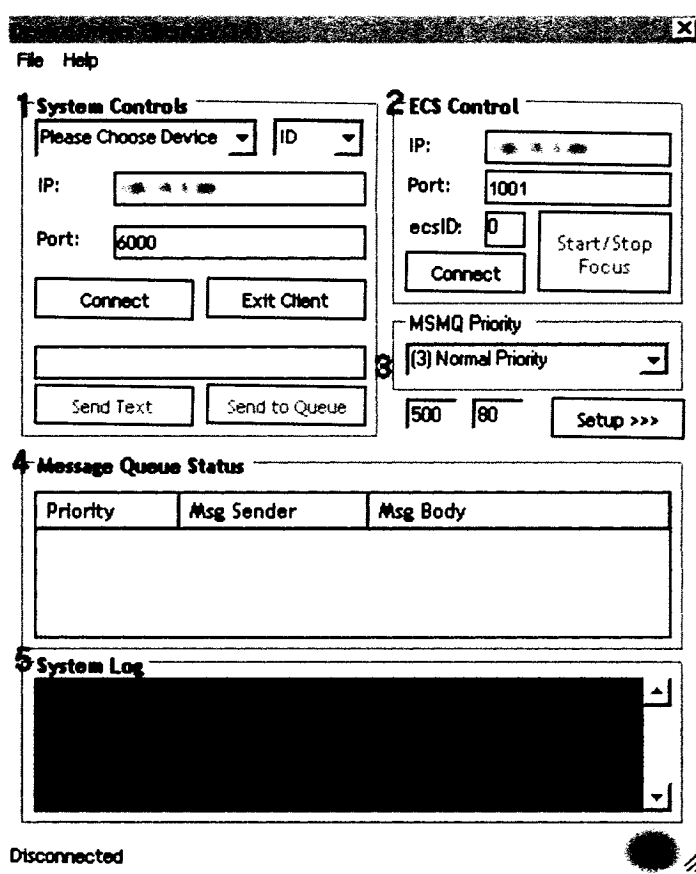 File Help
1 System Controls
Please Choose Device ID
IP:
Port: 6000
Connect Exit Client
Send Text Send to Queue
2 ECS Control
IP:
Port: 1001
ecsID: 0
Connect Start/Stop Focus
MSMQ Priority
3 (3) Normal Priority
500 80 Setup >>>
4 Message Queue Status
Priority Msg Sender Msg Body
5 System Log
Disconnected